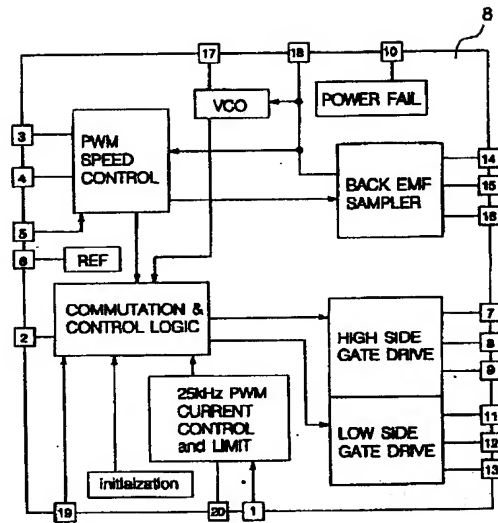 8
17
18
10
VCO
POWER FAIL
3
PWM
SPEED
CONTROL
4
14
BACK EMF
SAMPLER
15
16
5
6
REF
COMMUTATION &
CONTROL LOGIC
2
7
HIGH SIDE
GATE DRIVE
8
9
25kHz PWM
CURRENT
CONTROL
and LIMIT
11
LOW SIDE
GATE DRIVE
12
13
initiaization
19
20
1